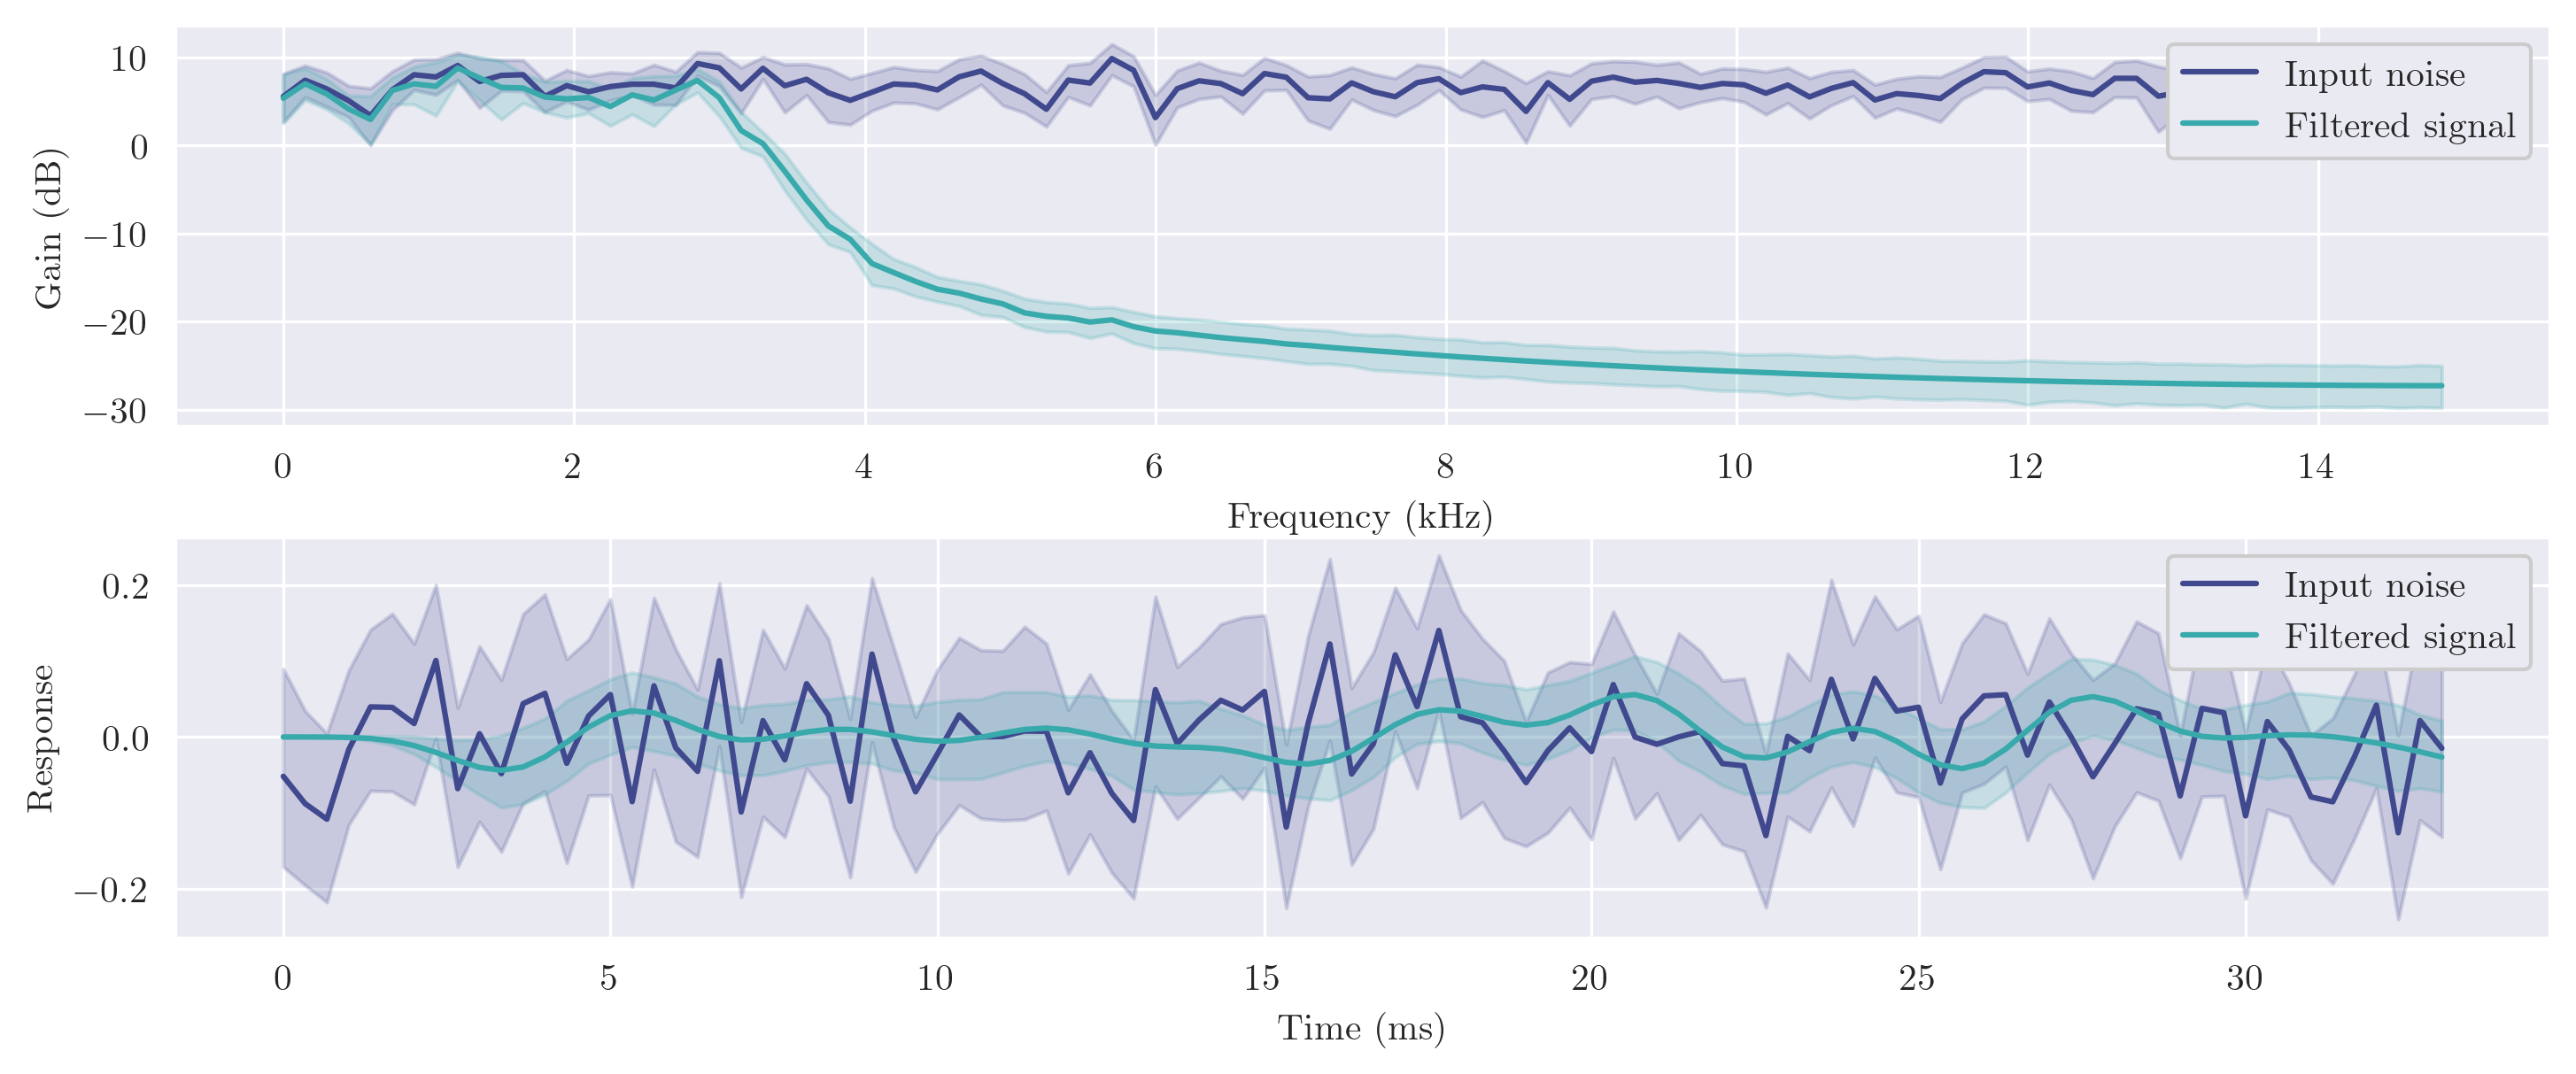 10
0
−10
−20
−30
Gain (dB)
Input noise
Filtered signal
0 2 4 6 8 10 12 14
Frequency (kHz)
0.2
0.0
−0.2
Response
Input noise
Filtered signal
0 5 10 15 20 25 30
Time (ms)